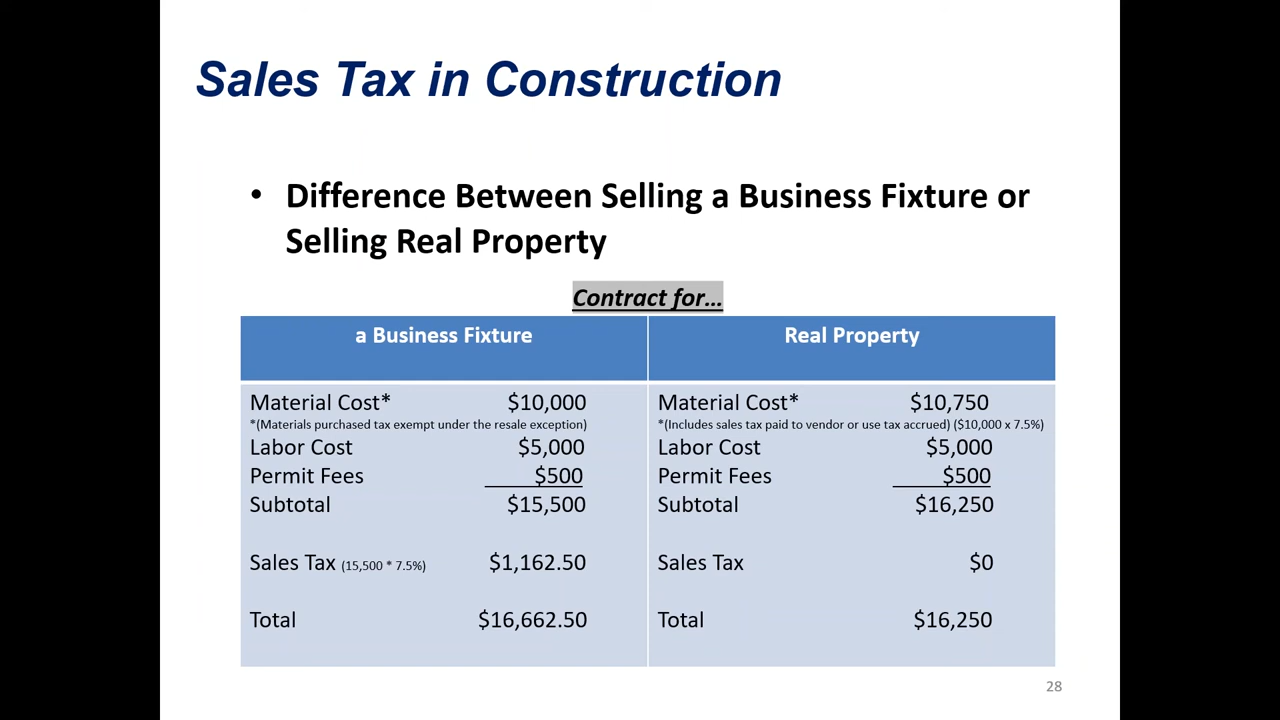 Sales Tax in Construction
• Difference Between Selling a Business Fixture or
Selling Real Property
Contract for...
a Business Fixture
Material Cost* $10,000
*(Materials purchased tax exempt under the resale exception)
Labor Cost $5,000
Permit Fees $500
Subtotal $15,500
Sales Tax (15,500 * 7.5%) $1,162.50
Total $16,662.50
Real Property
Material Cost* $10,750
*(Includes sales tax paid to vendor or use tax accrued) ($10,000 x 7.5%)
Labor Cost $5,000
Permit Fees $500
Subtotal $16,250
Sales Tax $0
Total $16,250
28